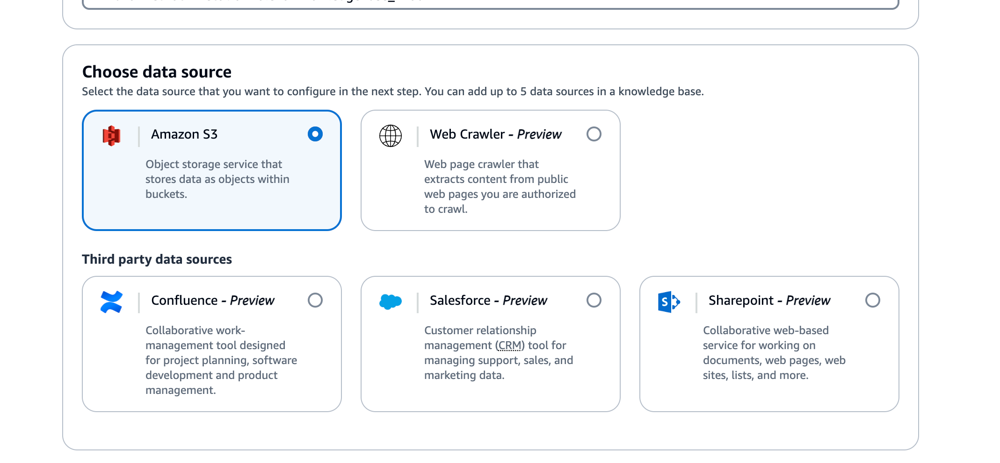 Choose data source
Select the data source that you want to configure in the next step. You can add up to 5 data sources in a knowledge base.
Amazon S3
Object storage service that
stores data as objects within
buckets.
Web Crawler - Preview
Web page crawler that
extracts content from public
web pages you are authorized
to crawl.
Third party data sources
Confluence - Preview
Collaborative work-
management tool designed
for project planning, software
development and product
management.
Salesforce - Preview
Customer relationship
management (CRM) tool for
managing support, sales, and
marketing data.
S
Sharepoint - Preview
Collaborative web-based
service for working on
documents, web pages, web
sites, lists, and more.